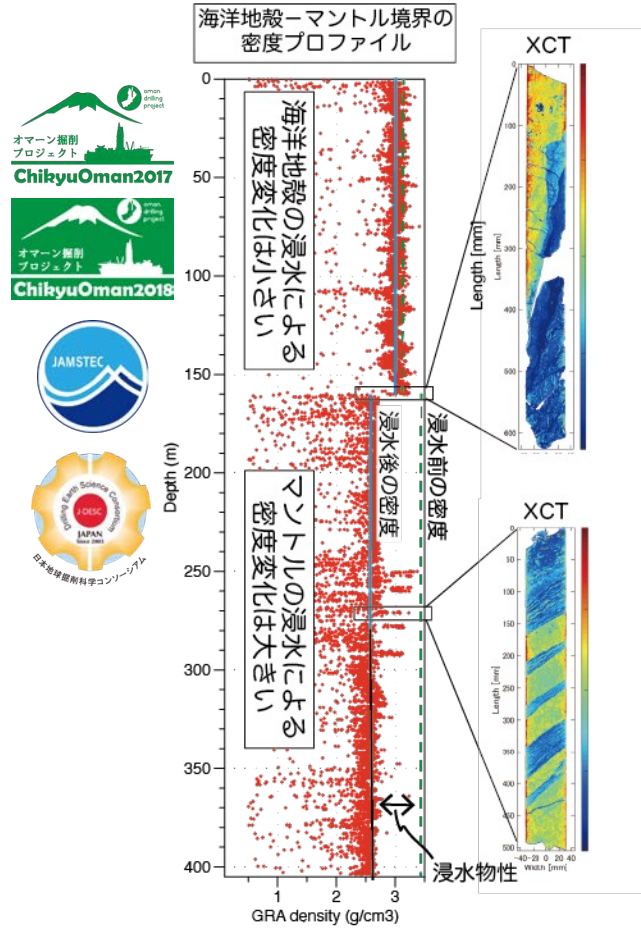 海洋地殻－マントル境界の
密度プロファイル
oman
drilling
project
オマーン掘削
プロジェクト
ChikyuOman2017
oman
drilling
project
オマーン掘削
プロジェクト
ChikyuOman2018
JAMSTEC
Drilling Earth Science Consortium
J-DESC
JAPAN
Since 2003
日本地球掘削科学コンソーシアム
Depth (m)
0
50
100
150
200
250
300
350
400
海洋地殻の浸水による
密度変化は小さい
マントルの浸水による
密度変化は大きい
浸水前の密度
浸水後の密度
浸水物性
1
2
3
GRA density (g/cm3)
XCT
Length [mm]
Length [mm]
0
100
200
300
400
500
600
XCT
Length [mm]
0
50
100
150
200
250
300
350
400
450
500
-40
-20
0
20
40
Width [mm]